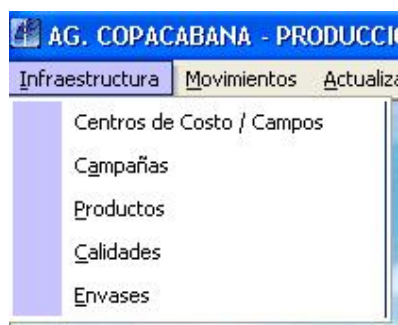 AG. COPACABANA - PRODUCCI
Infraestructura Movimientos Actualiza
Centros de Costo / Campos
Campañas
Productos
Calidades
Envases